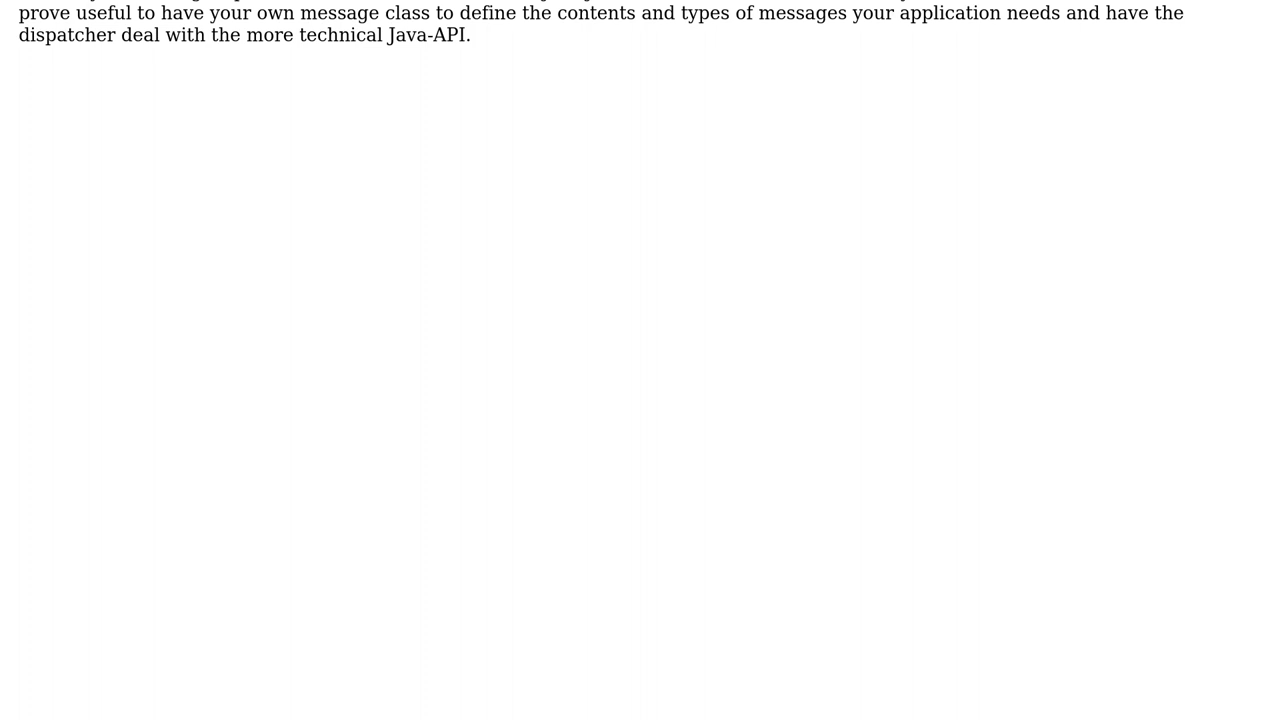 prove useful to have your own message class to define the contents and types of messages your application needs and have the
dispatcher deal with the more technical Java-API.